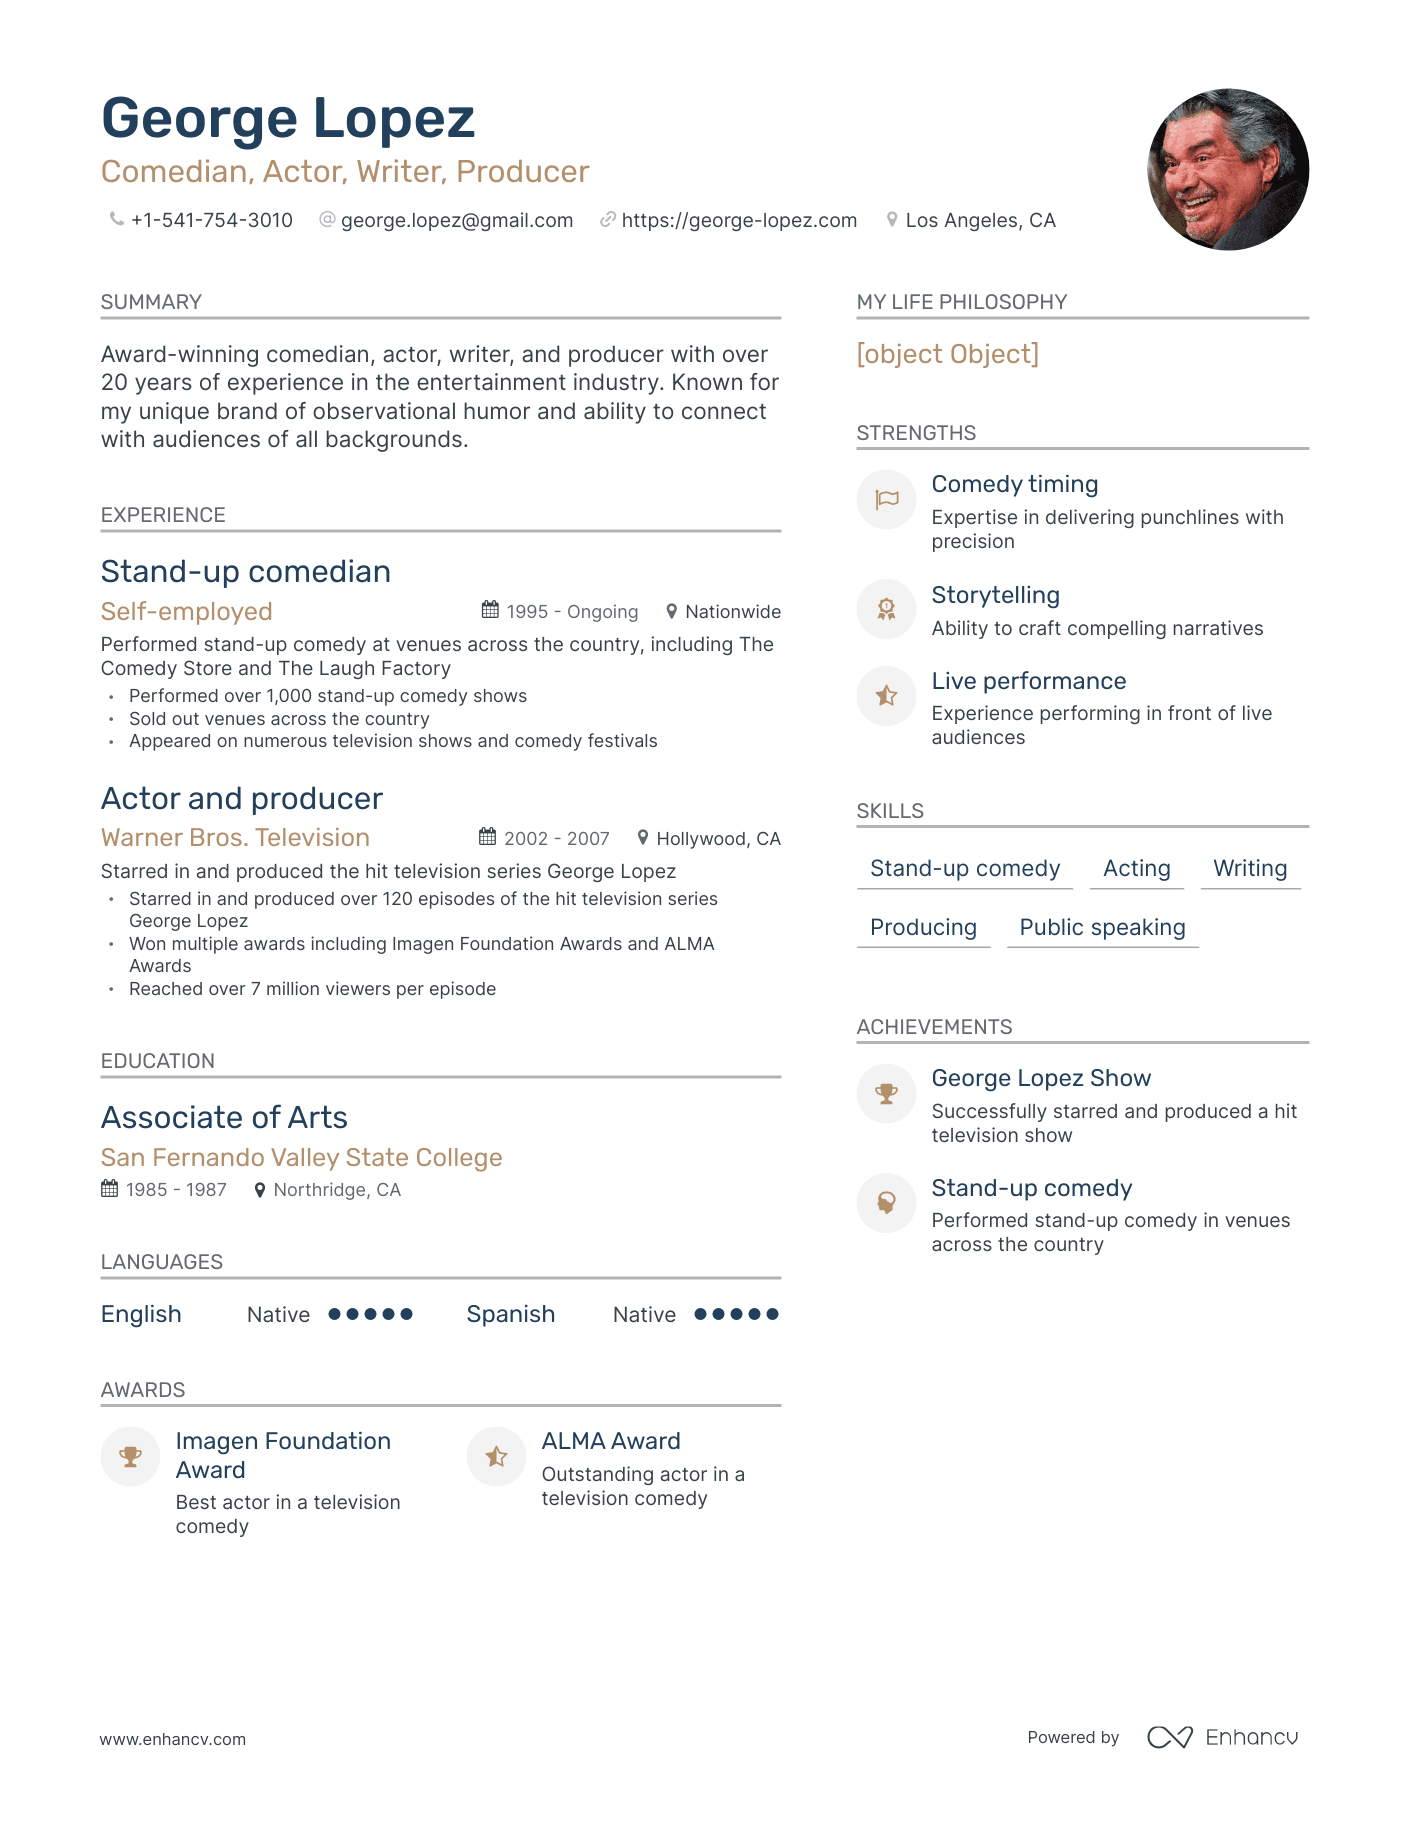 George Lopez
Comedian, Actor, Writer, Producer
+1-541-754-3010 george.lopez@gmail.com https://george-lopez.com Los Angeles, CA
SUMMARY
Award-winning comedian, actor, writer, and producer with over
20 years of experience in the entertainment industry. Known for
my unique brand of observational humor and ability to connect
with audiences of all backgrounds.
EXPERIENCE
Stand-up comedian
Self-employed 1995 - Ongoing Nationwide
Performed stand-up comedy at venues across the country, including The
Comedy Store and The Laugh Factory
• Performed over 1,000 stand-up comedy shows
• Sold out venues across the country
• Appeared on numerous television shows and comedy festivals
Actor and producer
Warner Bros. Television 2002 - 2007 Hollywood, CA
Starred in and produced the hit television series George Lopez
• Starred in and produced over 120 episodes of the hit television series
George Lopez
• Won multiple awards including Imagen Foundation Awards and ALMA
Awards
• Reached over 7 million viewers per episode
EDUCATION
Associate of Arts
San Fernando Valley State College
1985 - 1987 Northridge, CA
LANGUAGES
English Native Spanish Native
AWARDS
Imagen Foundation
Award
Best actor in a television
comedy
ALMA Award
Outstanding actor in a
television comedy
MY LIFE PHILOSOPHY
[object Object]
STRENGTHS
Comedy timing
Expertise in delivering punchlines with
precision
Storytelling
Ability to craft compelling narratives
Live performance
Experience performing in front of live
audiences
SKILLS
Stand-up comedy Acting Writing
Producing Public speaking
ACHIEVEMENTS
George Lopez Show
Successfully starred and produced a hit
television show
Stand-up comedy
Performed stand-up comedy in venues
across the country
www.enhancv.com
Powered by Enhancv